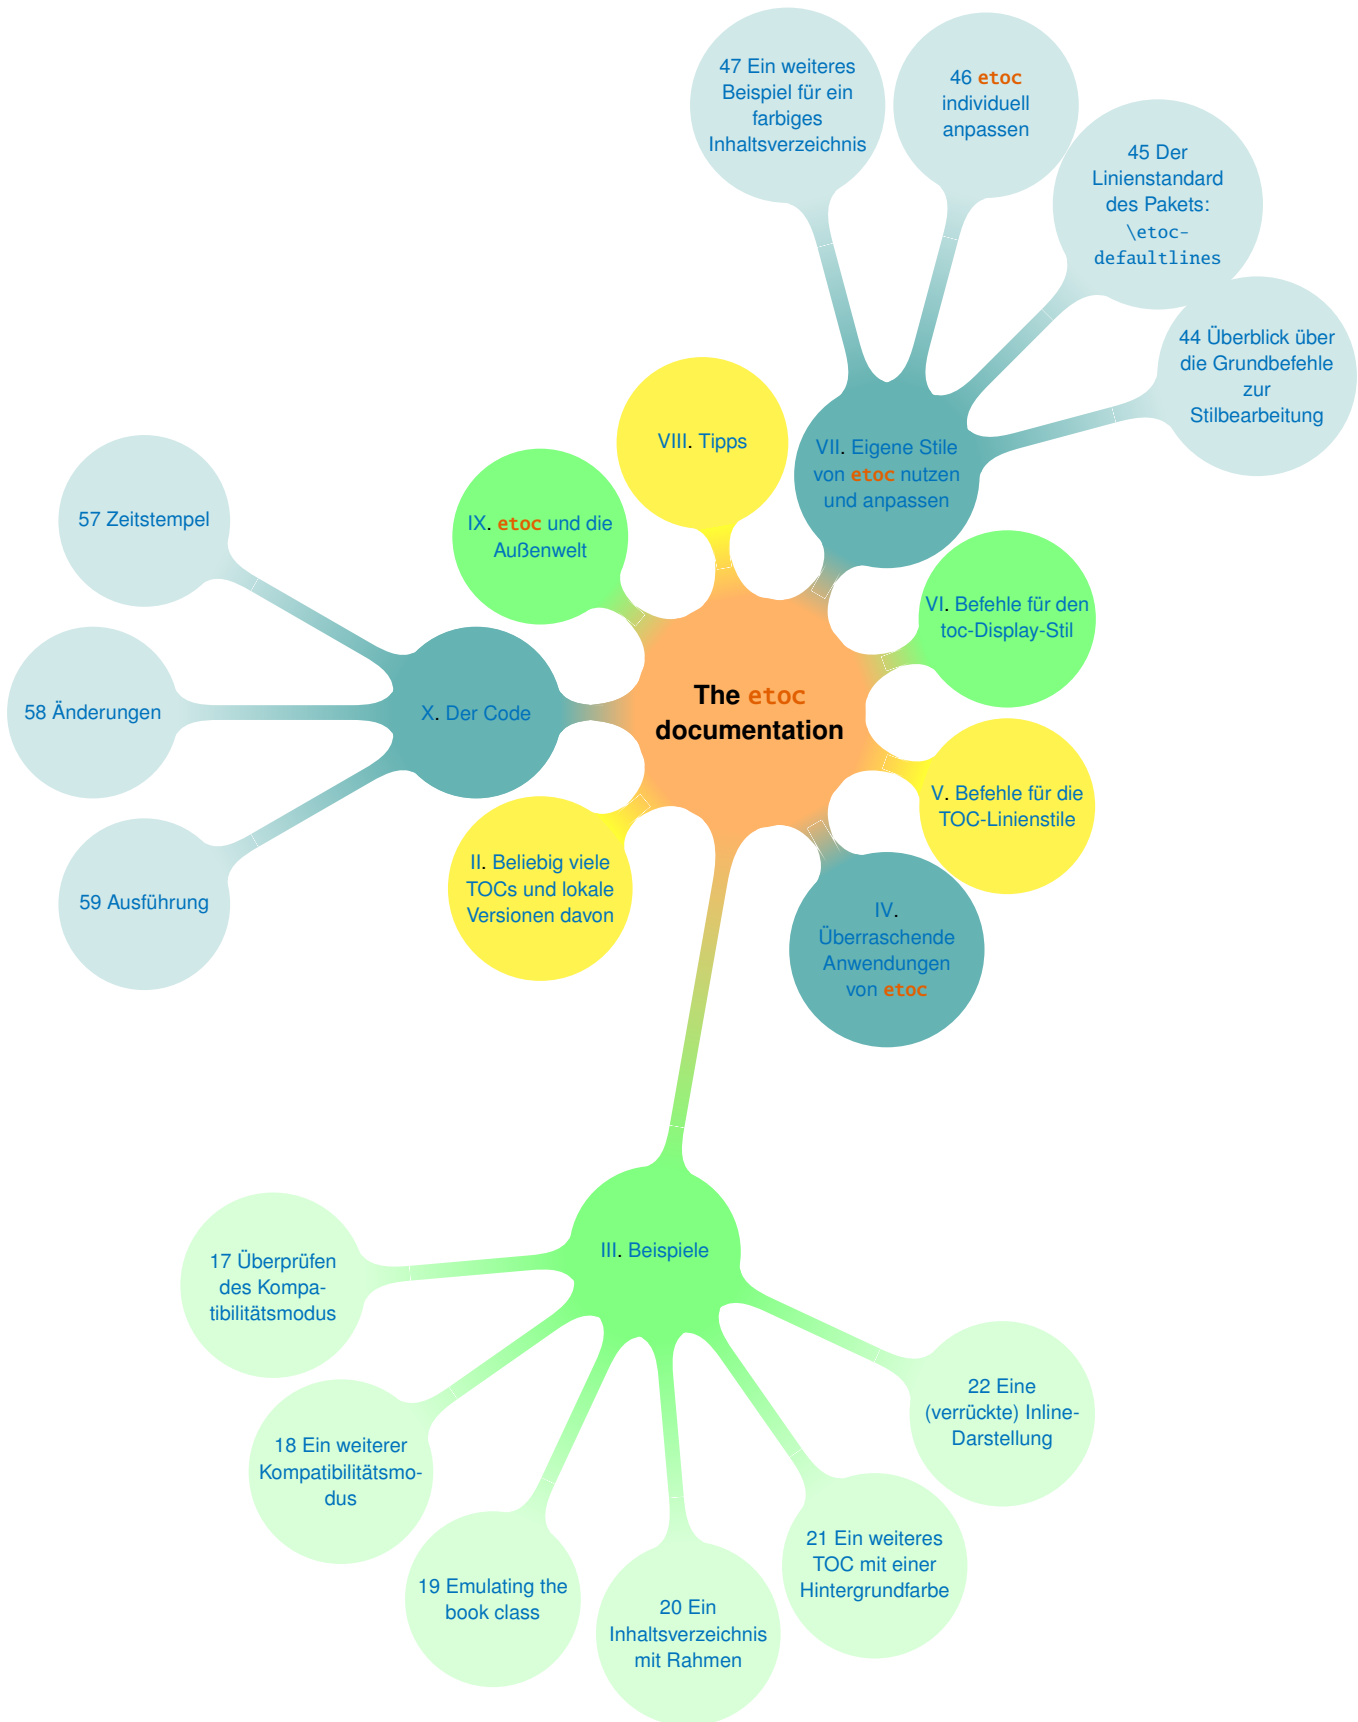 47 Ein weiteres
Beispiel für ein
farbiges
Inhaltsverzeichnis
46 etoc
individuell
anpassen
45 Der
Linienstandard
des Pakets:
\etoc-
defaultlines
44 Überblick über
die Grundbefehle
zur
Stilbearbeitung
VIII. Tipps
VII. Eigene Stile
von etoc nutzen
und anpassen
57 Zeitstempel
IX. etoc und die
Außenwelt
VI. Befehle für den
toc-Display-Stil
58 Änderungen
X. Der Code
The etoc
documentation
V. Befehle für die
TOC-Linienstile
59 Ausführung
II. Beliebig viele
TOCs und lokale
Versionen davon
IV.
Überraschende
Anwendungen
von etoc
III. Beispiele
17 Überprüfen
des Kompa-
tibilitätsmodus
18 Ein weiterer
Kompatibilitätsmo-
dus
19 Emulating the
book class
20 Ein
Inhaltsverzeichnis
mit Rahmen
21 Ein weiteres
TOC mit einer
Hintergrundfarbe
22 Eine
(verrückte) Inline-
Darstellung